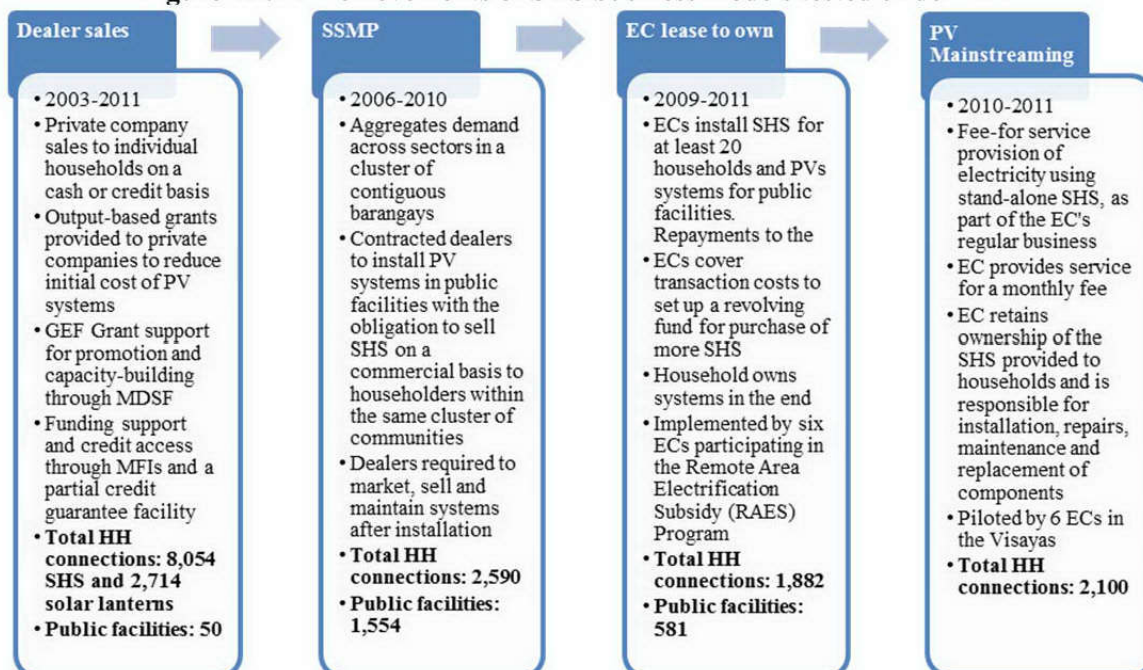 Dealer sales
• 2003-2011
• Private company
sales to individual
households on a
cash or credit basis
• Output-based grants
provided to private
companies to reduce
initial cost of PV
systems
• GEF Grant support
for promotion and
capacity-building
through MDSF
• Funding support
and credit access
through MFIs and a
partial credit
guarantee facility
• Total HH
connections: 8,054
SHS and 2,714
solar lanterns
• Public facilities: 50
SSMP
• 2006-2010
• Aggregates demand
across sectors in a
cluster of
contiguous
barangays
• Contracted dealers
to install PV
systems in public
facilities with the
obligation to sell
SHS on a
commercial basis to
householders within
the same cluster of
communities
• Dealers required to
market, sell and
maintain systems
after installation
• Total HH
connections: 2,590
• Public facilities:
1,554
EC lease to own
• 2009-2011
• ECs install SHS for
at least 20
households and PVs
systems for public
facilities.
Repayments to the
• ECs cover
transaction costs to
set up a revolving
fund for purchase of
more SHS
• Household owns
systems in the end
• Implemented by six
ECs participating in
the Remote Area
Electrification
Subsidy (RAES)
Program
• Total HH
connections: 1,882
• Public facilities:
581
PV
Mainstreaming
• 2010-2011
• Fee-for service
provision of
electricity using
stand-alone SHS, as
part of the EC's
regular business
• EC provides service
for a monthly fee
• EC retains
ownership of the
SHS provided to
households and is
responsible for
installation, repairs,
maintenance and
replacement of
components
• Piloted by 6 ECs in
the Visayas
• Total HH
connections: 2,100